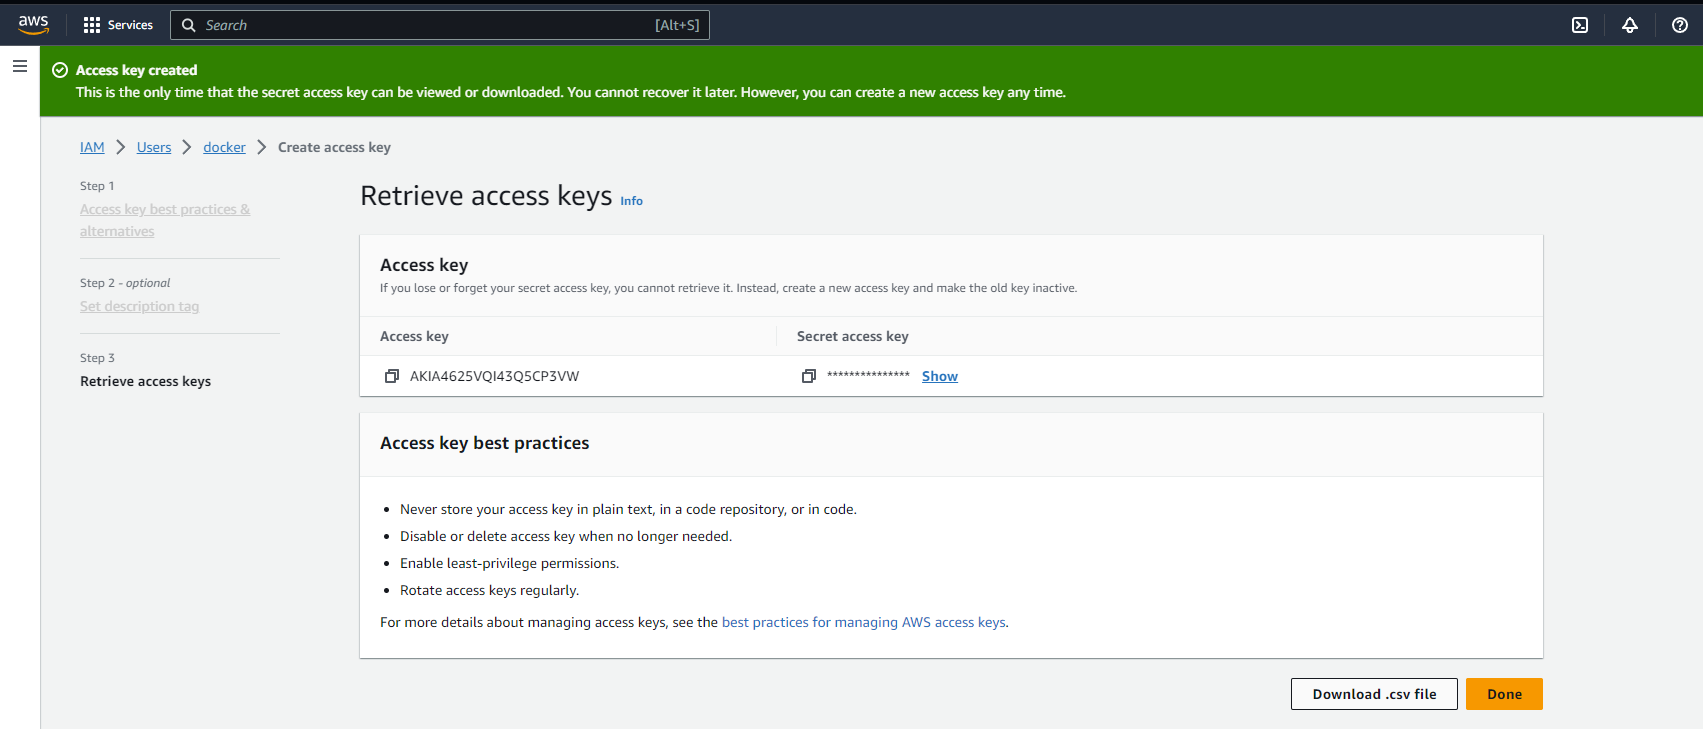 aws
Services
Search
[Alt+S]
Access key created
This is the only time that the secret access key can be viewed or downloaded. You cannot recover it later. However, you can create a new access key any time.
IAM
Users
docker
Create access key
Step 1
Access key best practices &
alternatives
Step 2 - optional
Set description tag
Step 3
Retrieve access keys
Retrieve access keys Info
Access key
If you lose or forget your secret access key, you cannot retrieve it. Instead, create a new access key and make the old key inactive.
Access key
Secret access key
AKIA4625VQI43Q5CP3VW
*************** Show
Access key best practices
• Never store your access key in plain text, in a code repository, or in code.
• Disable or delete access key when no longer needed.
• Enable least-privilege permissions.
• Rotate access keys regularly.
For more details about managing access keys, see the best practices for managing AWS access keys.
Download .csv file
Done